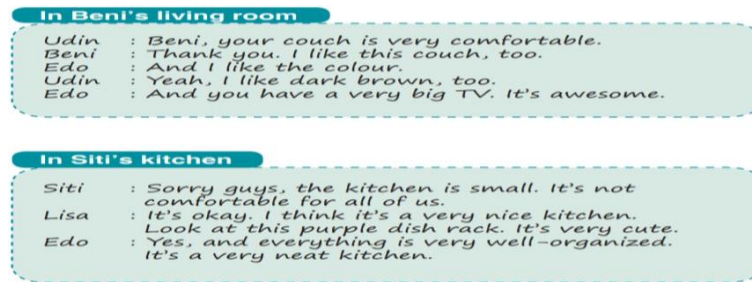 In Beni's living room
Udin : Beni, your couch is very comfortable.
Beni : Thank you. I like this couch, too.
Edo : And I like the colour.
Udin : Yeah, I like dark brown, too.
Edo : And you have a very big TV. It's awesome.
In Siti's kitchen
Siti : Sorry guys, the kitchen is small. It's not
comfortable for all of us.
Lisa : It's okay. I think it's a very nice kitchen.
Look at this purple dish rack. It's very cute.
Edo : Yes, and everything is very well-organized.
It's a very neat kitchen.